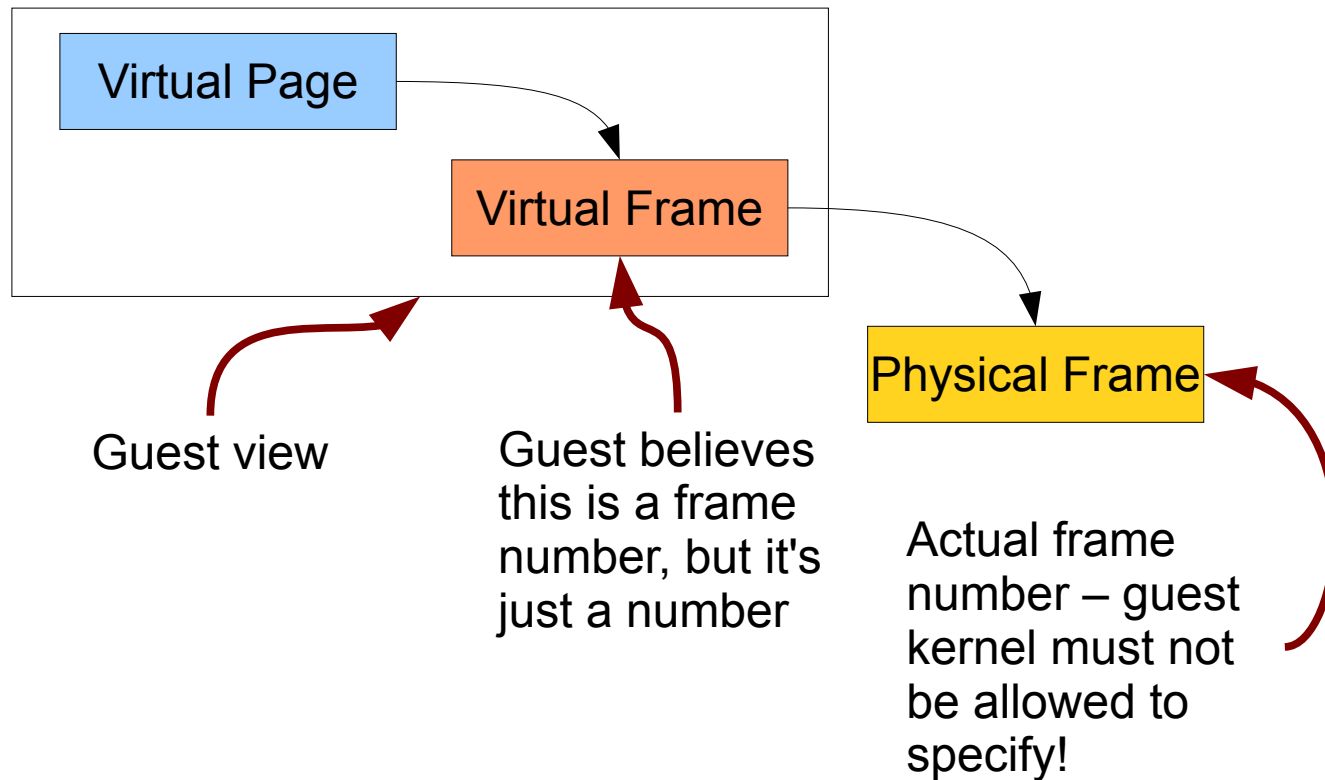 Virtual Page
Virtual Frame
Physical Frame
Guest view
Guest believes
this is a frame
number, but it's
just a number
Actual frame
number – guest
kernel must not
be allowed to
specify!